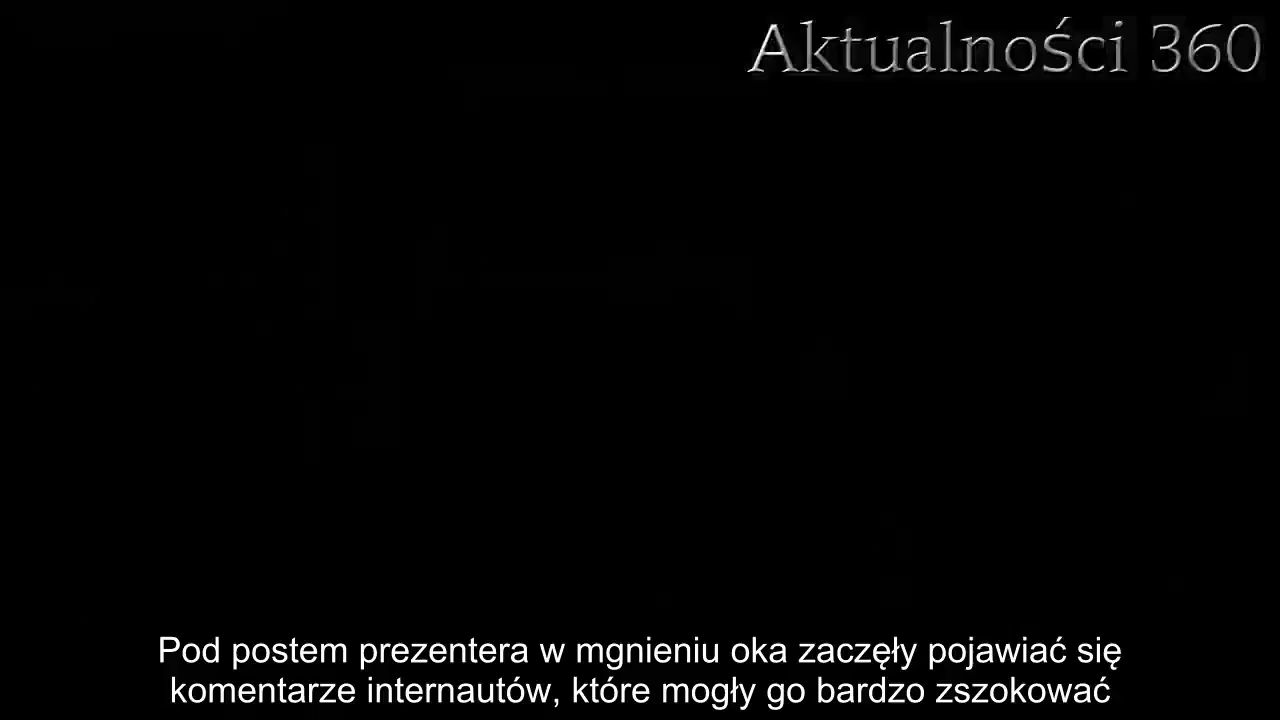 Aktualności 360
Pod postem prezentera w mgnieniu oka zaczęły pojawiać się
komentarze internautów, które mogły go bardzo zszokować